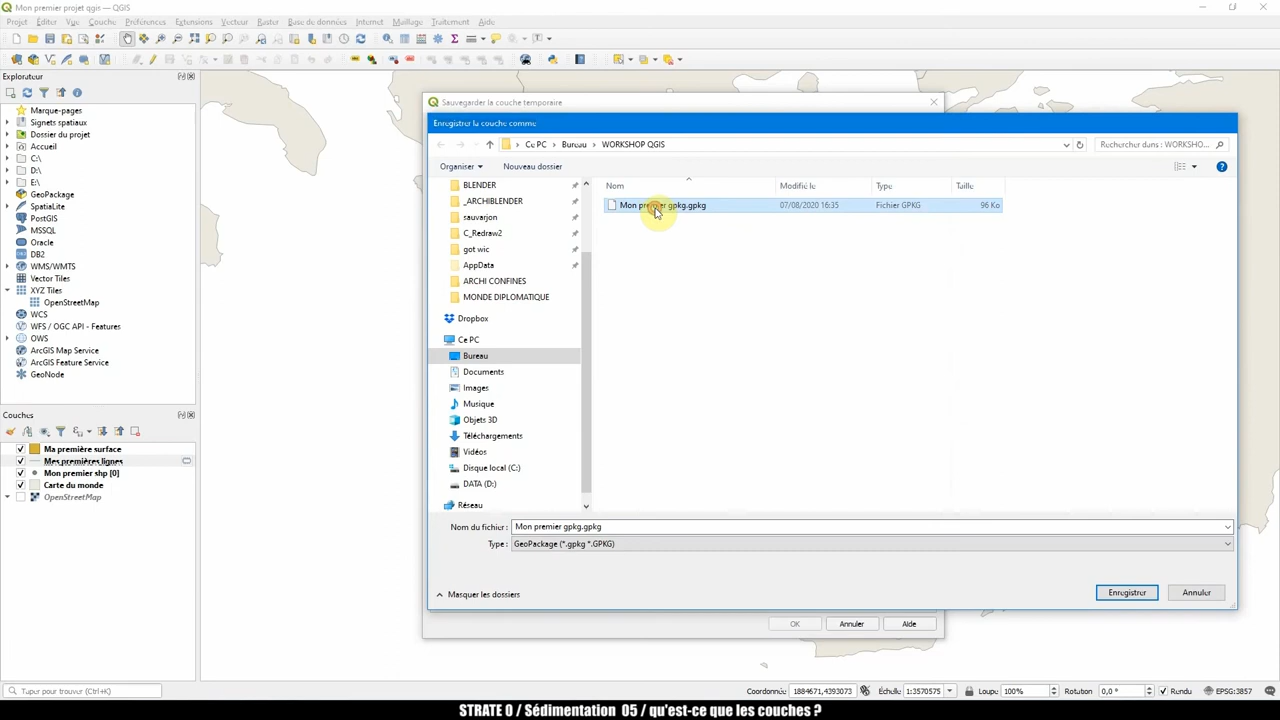 Mon premier projet qgis — QGIS
Projet Éditer Vue Couche Préférences Extensions Vecteur Raster Base de données Internet Maillage Traitement Aide
Explorateur
Marque-pages
Signets spatiaux
Dossier du projet
Accueil
C:\
D:\
E:\
GeoPackage
SpatiaLite
PostGIS
MSSQL
Oracle
DB2
WMS/WMTS
Vector Tiles
XYZ Tiles
OpenStreetMap
WCS
WFS / OGC API - Features
OWS
ArcGIS Map Service
ArcGIS Feature Service
GeoNode
Couches
Ma première surface
Mes premières lignes
Mon premier shp [0]
Carte du monde
OpenStreetMap
Sauvegarder la couche temporaire
Enregistrer la couche comme
Ce PC > Bureau > WORKSHOP QGIS
Rechercher dans : WORKSHO...
Organiser
Nouveau dossier
Nom Modifié le Type Taille
Mon premier gpkg.gpkg 07/08/2020 16:35 Fichier GPKG 96 Ko
BLENDER
_ARCHIBLENDER
sauvarjon
C_Redraw2
got wic
AppData
ARCHI CONFINES
MONDE DIPLOMATIQUE
Dropbox
Ce PC
Bureau
Documents
Images
Musique
Objets 3D
Téléchargements
Vidéos
Disque local (C:)
DATA (D:)
Réseau
Nom du fichier : Mon premier gpkg.gpkg
Type : GeoPackage (*.gpkg *.GPKG)
Masquer les dossiers
Enregistrer Annuler
OK Annuler Aide
Taper pour trouver (Ctrl+K)
Coordonnée 1884671,4393073 Échelle 1:3570575 Loupe 100% Rotation 0,0 ° Rendu EPSG:3857
STRATE 0 / Sédimentation 05 / qu'est-ce que les couches ?